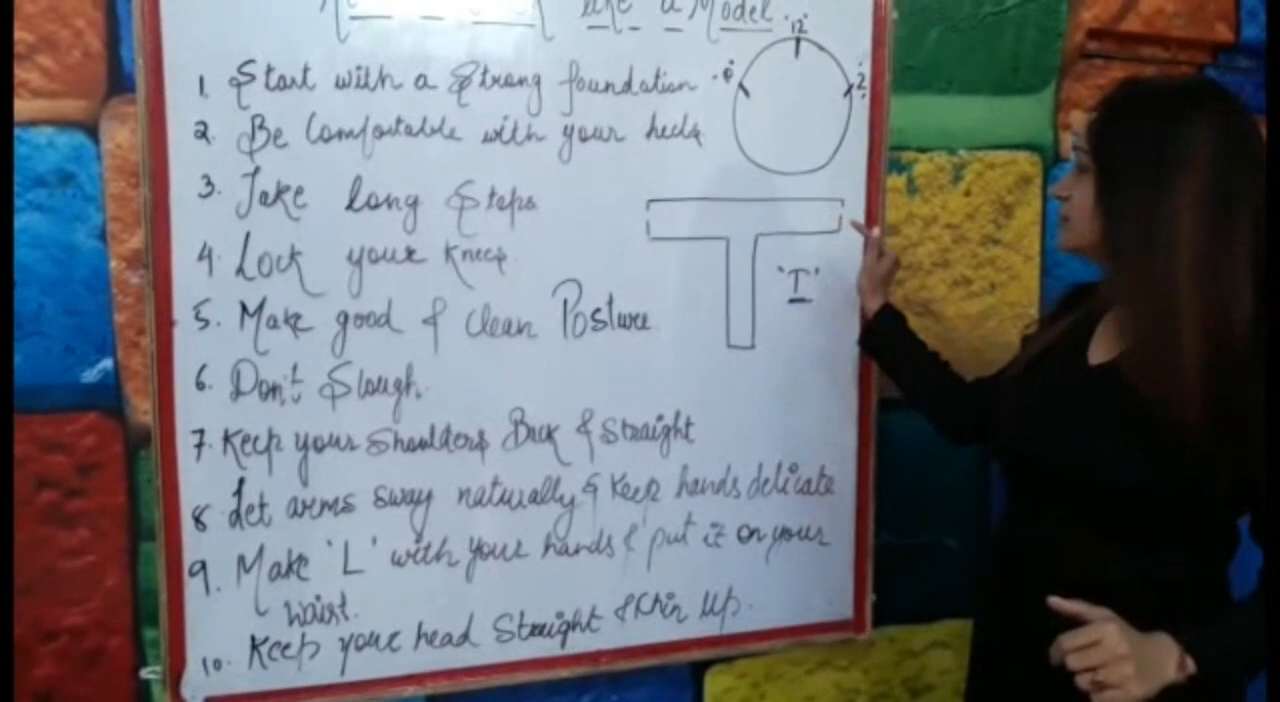 like a Model.
12
1. Start with a Strong foundation
2
2. Be Comfortable with your heels
3. Take long Steps
4. Lock your Knees
'T'
5. Make good & Clean Posture
6. Don't Slough.
7. Keep your Shoulders Back & Straight
8 Let arms sway naturally & Keep hands delicate
9. Make 'L' with your hands & put it on your
waist.
10. Keep your head Straight & Chin Up.